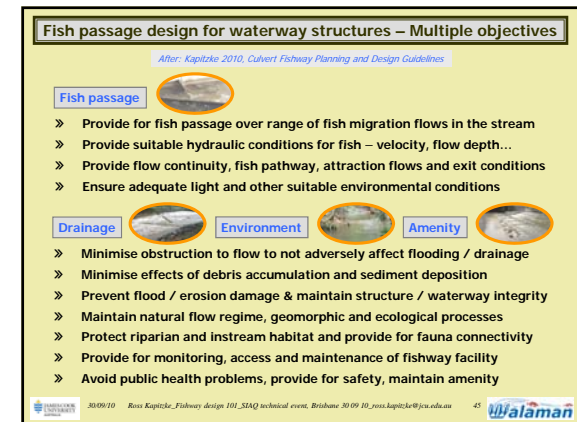 Fish passage design for waterway structures – Multiple objectives
After: Kapitzke 2010, Culvert Fishway Planning and Design Guidelines
Fish passage
» Provide for fish passage over range of fish migration flows in the stream
» Provide suitable hydraulic conditions for fish – velocity, flow depth...
» Provide flow continuity, fish pathway, attraction flows and exit conditions
» Ensure adequate light and other suitable environmental conditions
Drainage Environment Amenity
» Minimise obstruction to flow to not adversely affect flooding / drainage
» Minimise effects of debris accumulation and sediment deposition
» Prevent flood / erosion damage & maintain structure / waterway integrity
» Maintain natural flow regime, geomorphic and ecological processes
» Protect riparian and instream habitat and provide for fauna connectivity
» Provide for monitoring, access and maintenance of fishway facility
» Avoid public health problems, provide for safety, maintain amenity
JAMES COOK UNIVERSITY AUSTRALIA 30/09/10 Ross Kapitzke_Fishway design 101_SIAQ technical event, Brisbane 30 09 10_ross.kapitzke@jcu.edu.au 45 Walaman